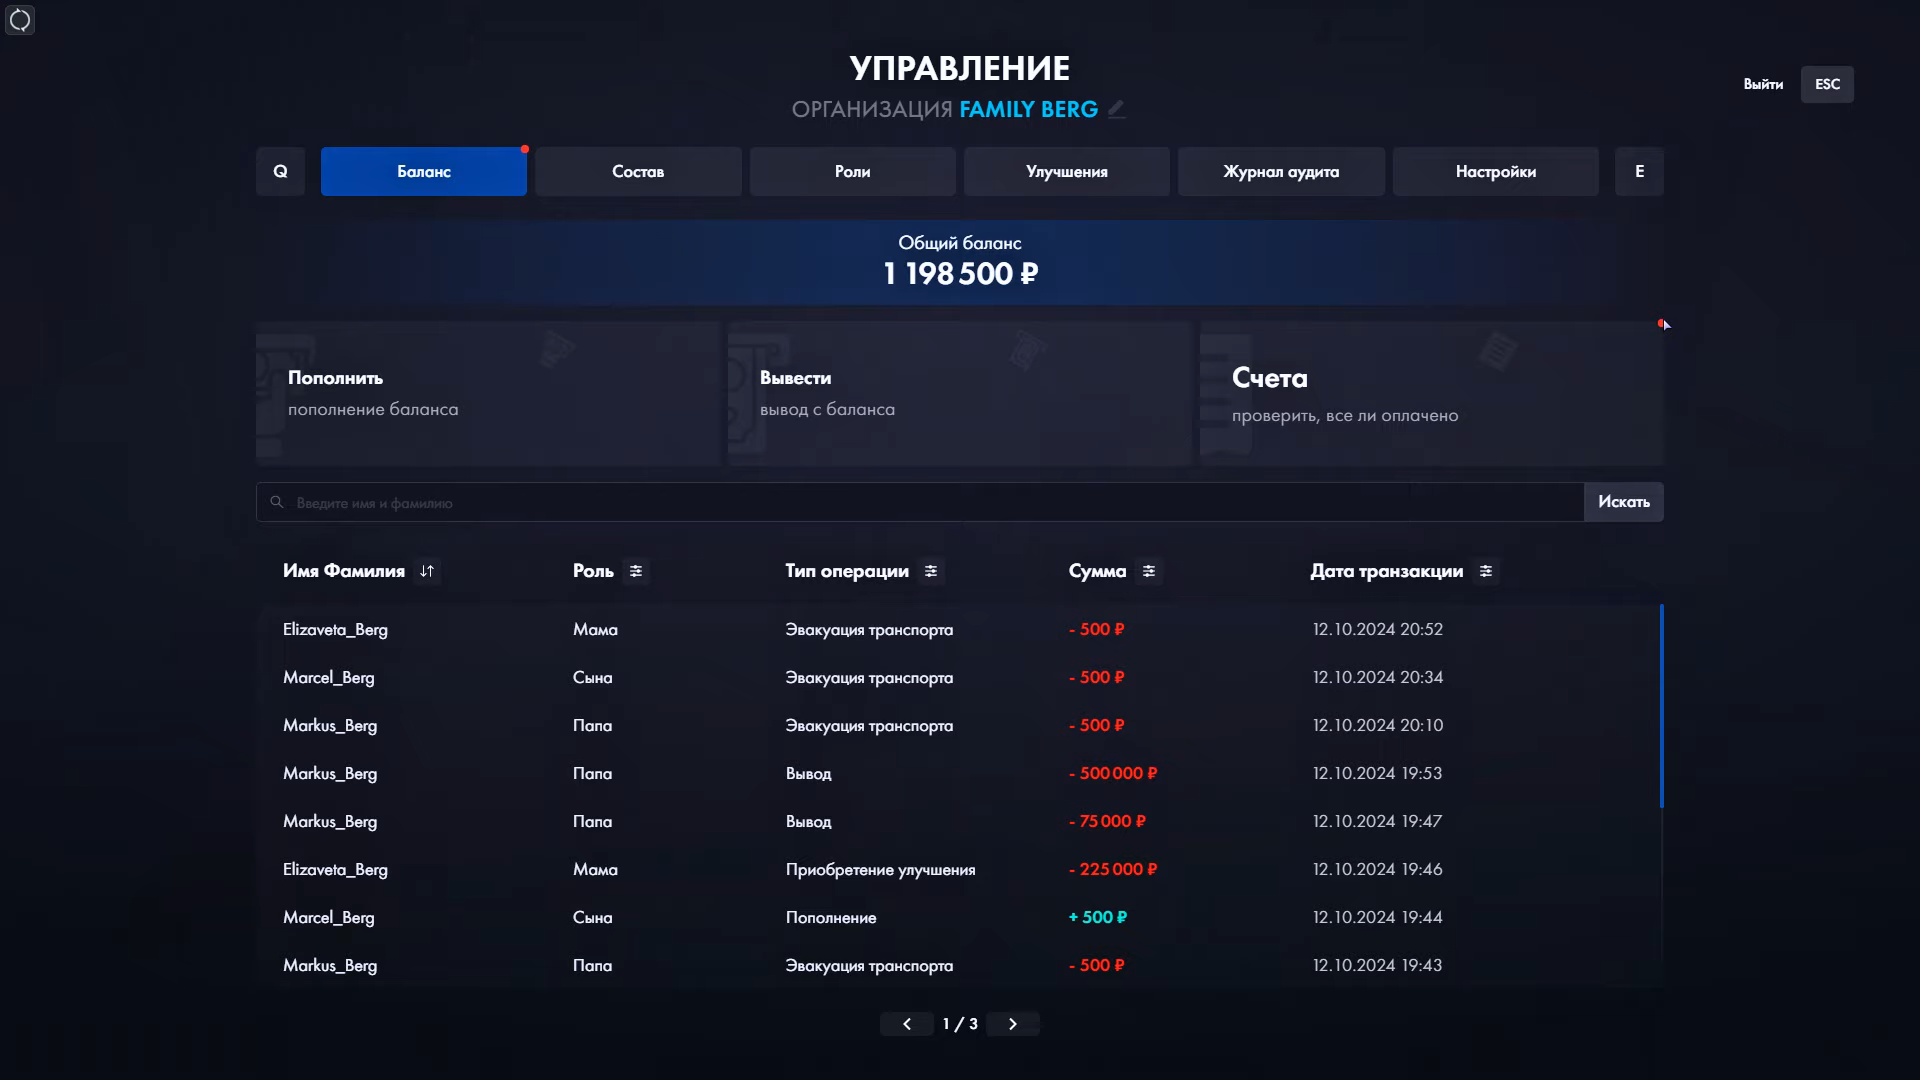 УПРАВЛЕНИЕ
ОРГАНИЗАЦИЯ FAMILY BERG
Выйти ESC
Q Баланс Состав Роли Улучшения Журнал аудита Настройки E
Общий баланс
1 198 500 ₽
Пополнить
пополнение баланса
Вывести
вывод с баланса
Счета
проверить, все ли оплачено
Введите имя и фамилию Искать
Имя Фамилия Роль Тип операции Сумма Дата транзакции
Elizaveta_Berg Мама Эвакуация транспорта - 500 ₽ 12.10.2024 20:52
Marcel_Berg Сына Эвакуация транспорта - 500 ₽ 12.10.2024 20:34
Markus_Berg Папа Эвакуация транспорта - 500 ₽ 12.10.2024 20:10
Markus_Berg Папа Вывод - 500 000 ₽ 12.10.2024 19:53
Markus_Berg Папа Вывод - 75 000 ₽ 12.10.2024 19:47
Elizaveta_Berg Мама Приобретение улучшения - 225 000 ₽ 12.10.2024 19:46
Marcel_Berg Сына Пополнение + 500 ₽ 12.10.2024 19:44
Markus_Berg Папа Эвакуация транспорта - 500 ₽ 12.10.2024 19:43
1 / 3